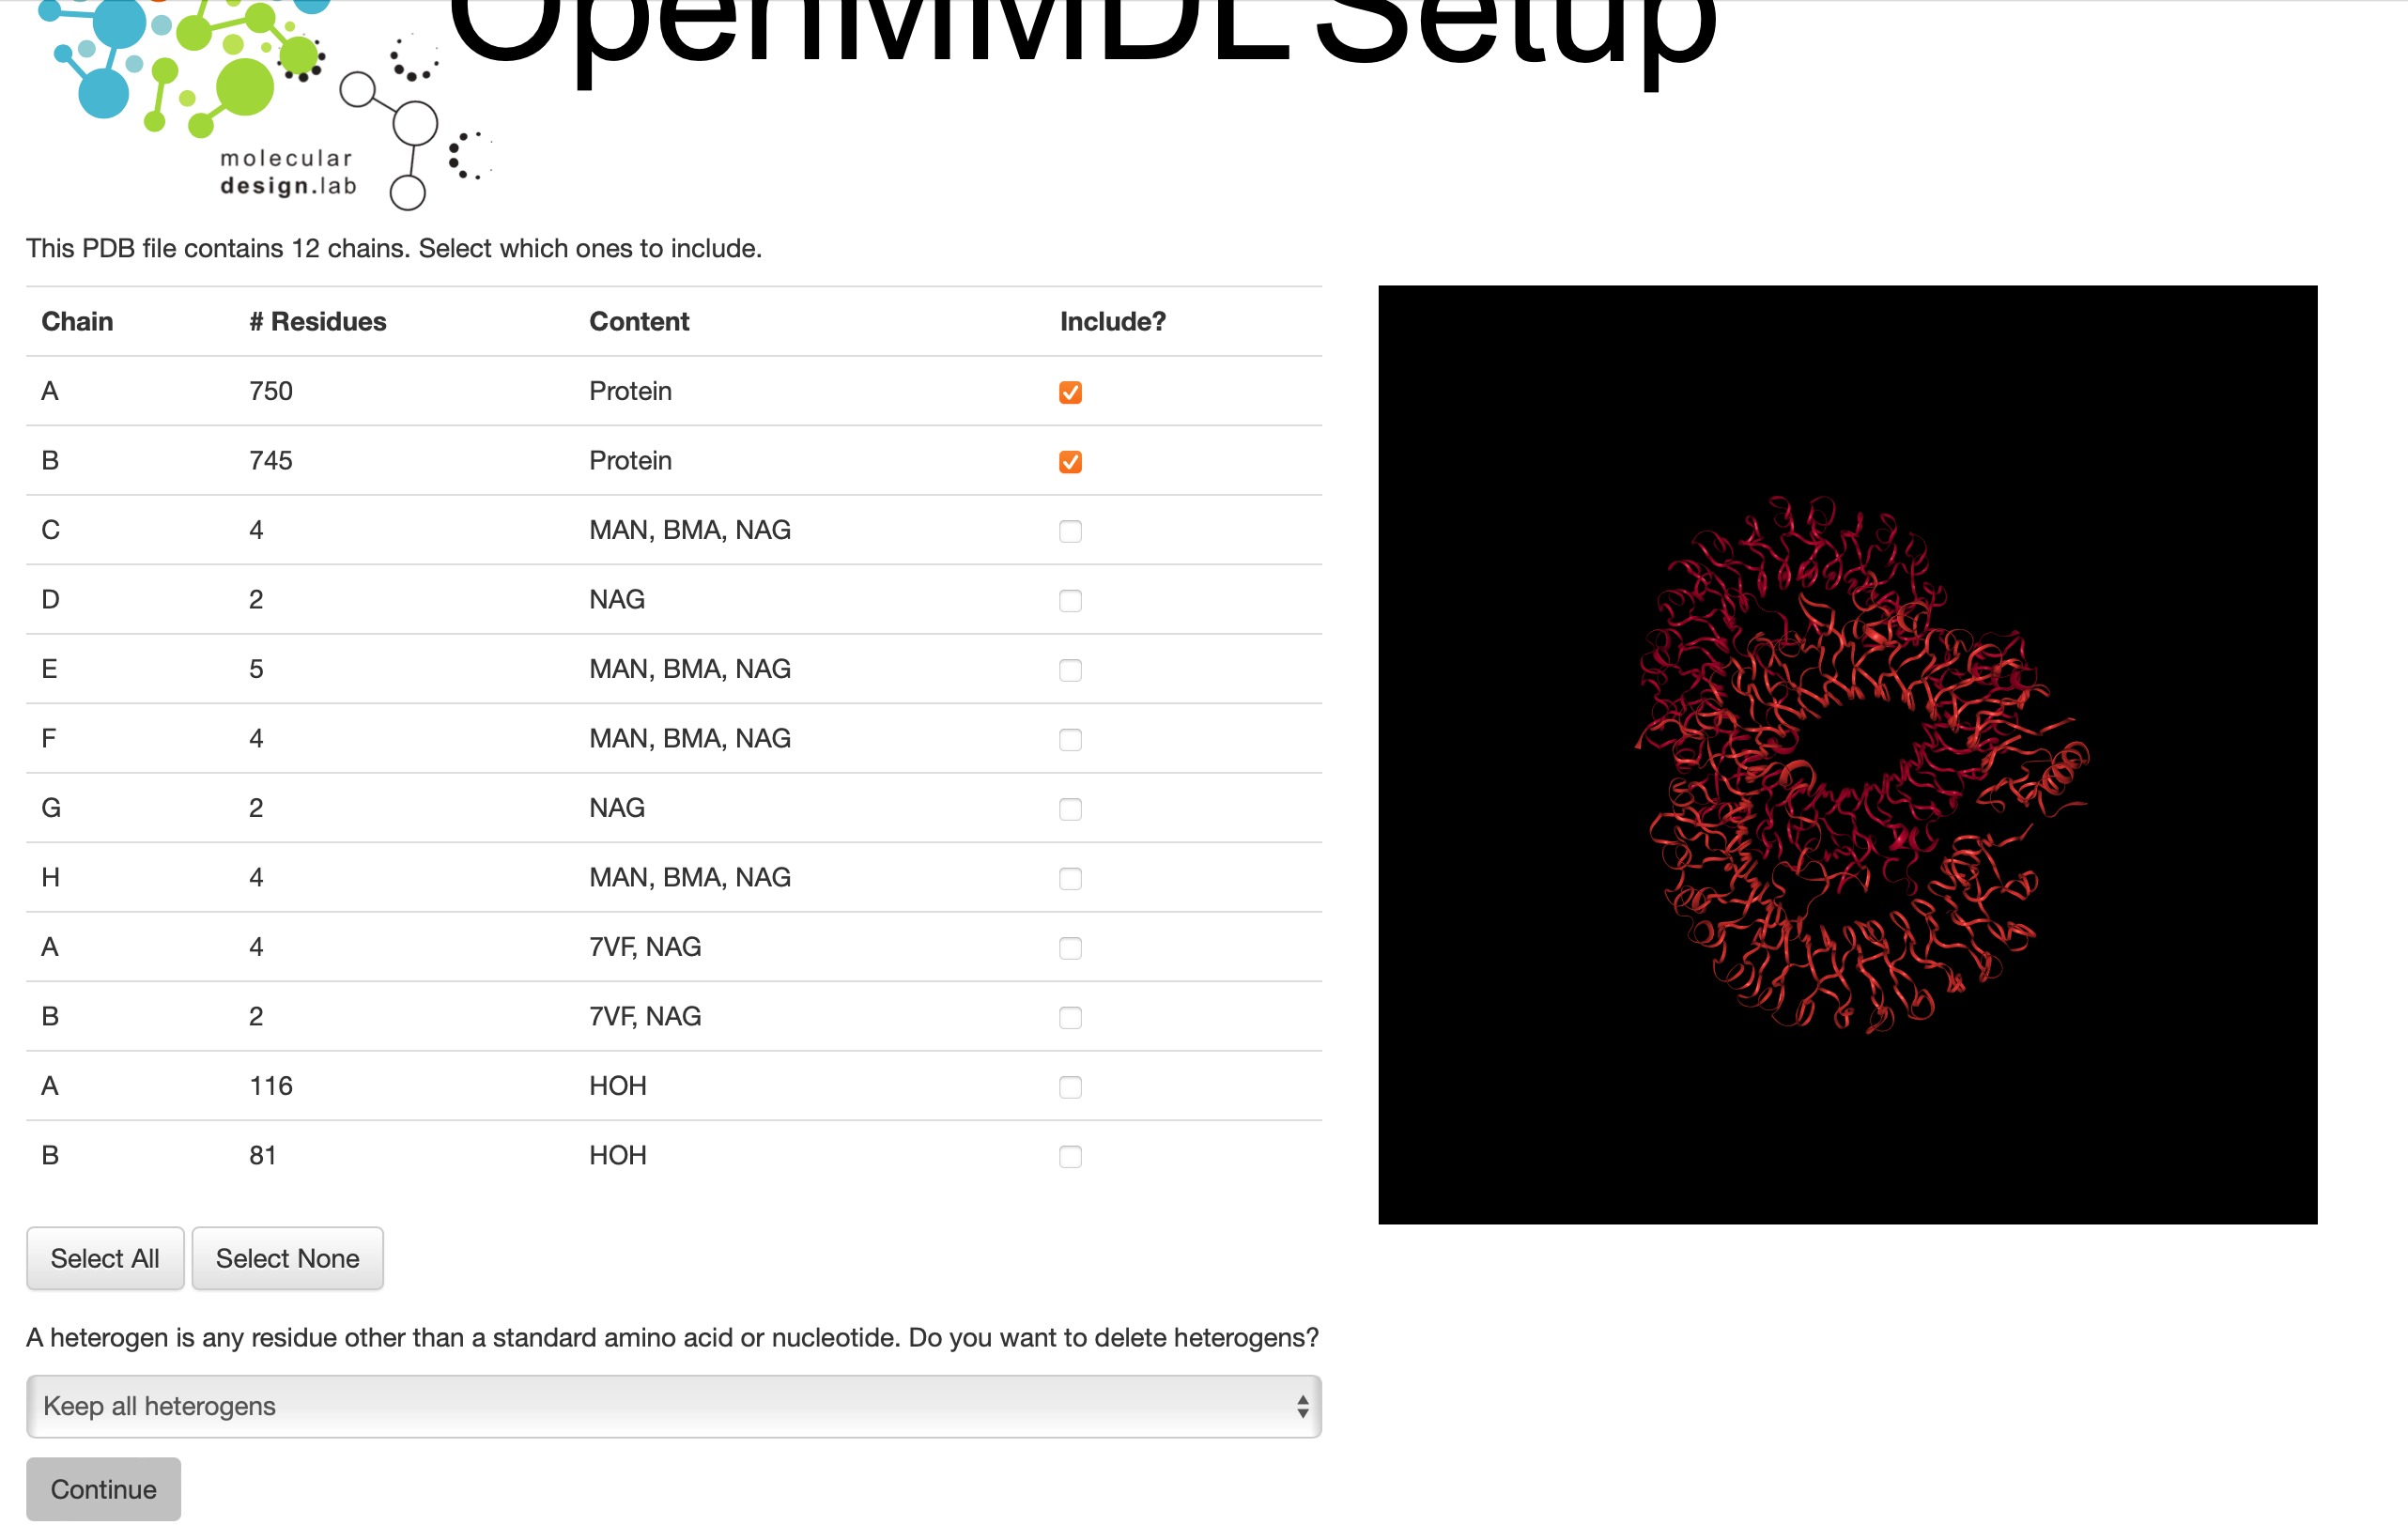 OpenMMDL Setup
molecular
design.lab
This PDB file contains 12 chains. Select which ones to include.
Chain # Residues Content Include?
A 750 Protein
B 745 Protein
C 4 MAN, BMA, NAG
D 2 NAG
E 5 MAN, BMA, NAG
F 4 MAN, BMA, NAG
G 2 NAG
H 4 MAN, BMA, NAG
A 4 7VF, NAG
B 2 7VF, NAG
A 116 HOH
B 81 HOH
Select All Select None
A heterogen is any residue other than a standard amino acid or nucleotide. Do you want to delete heterogens?
Keep all heterogens
Continue